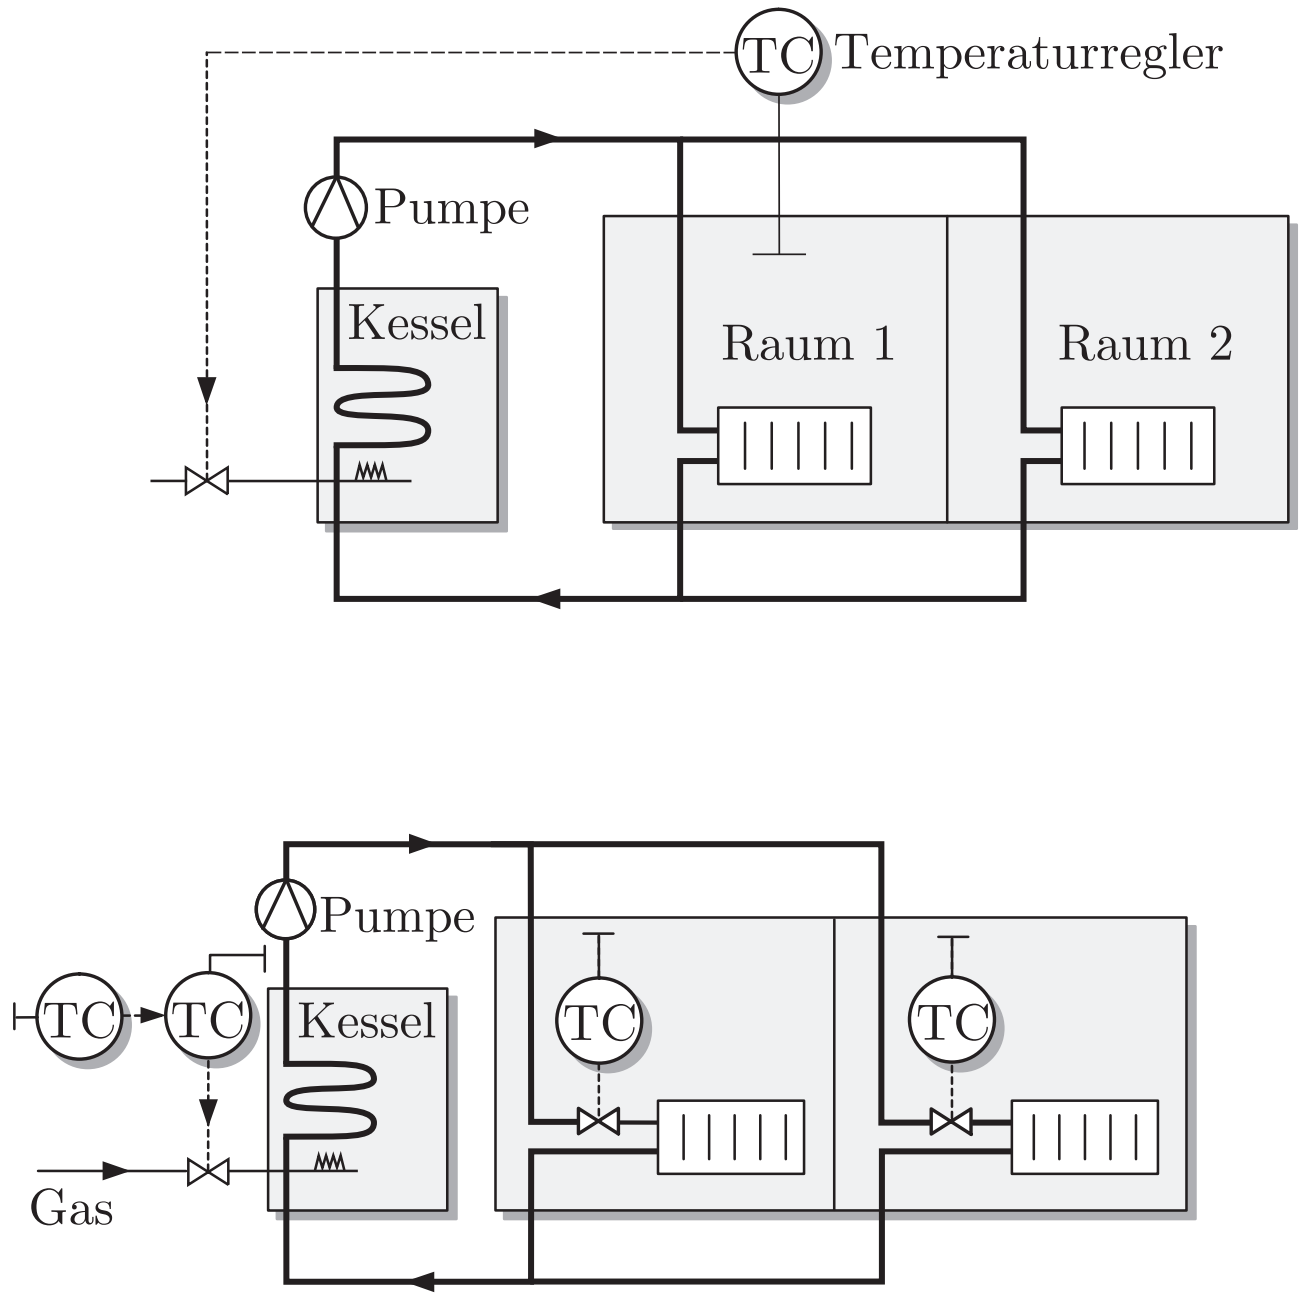 TC Temperaturregler
Pumpe
Kessel
Raum 1
Raum 2
Pumpe
TC
TC
Kessel
TC
TC
Gas